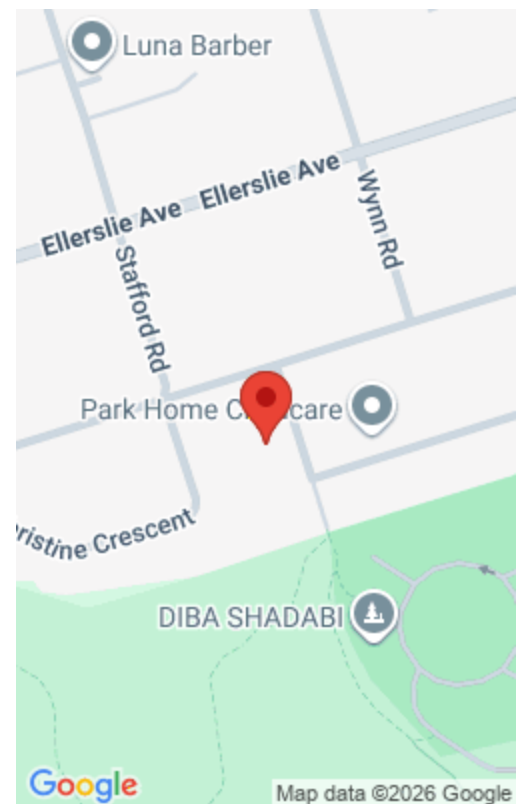 Luna Barber
Ellerslie Ave
Ellerslie Ave
Wynn Rd
Stafford Rd
Park Home C
care
Crescent
DIBA SHADABI
Google
Map data ©2026 Google